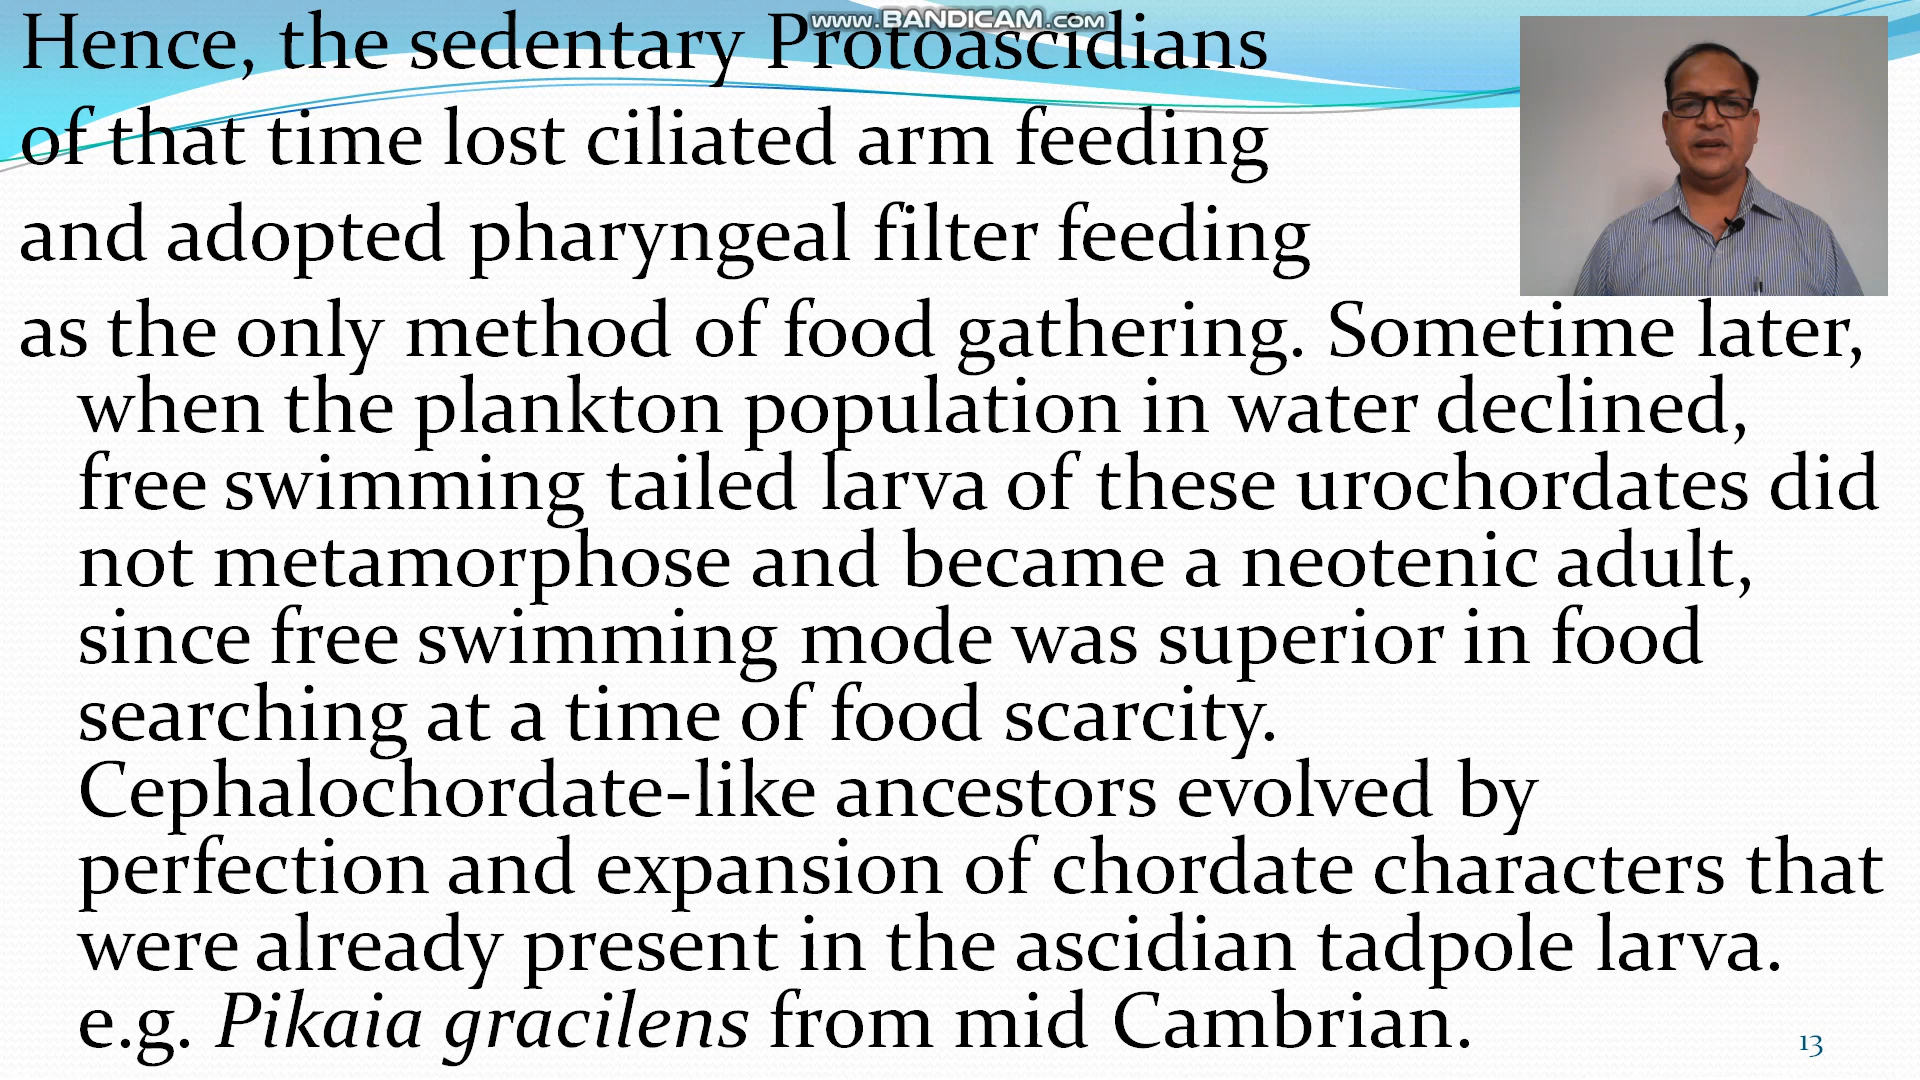 www.BANDICAM.com
Hence, the sedentary Protoascidians
of that time lost ciliated arm feeding
and adopted pharyngeal filter feeding
as the only method of food gathering. Sometime later,
when the plankton population in water declined,
free swimming tailed larva of these urochordates did
not metamorphose and became a neotenic adult,
since free swimming mode was superior in food
searching at a time of food scarcity.
Cephalochordate-like ancestors evolved by
perfection and expansion of chordate characters that
were already present in the ascidian tadpole larva.
e.g. Pikaia gracilens from mid Cambrian.
13